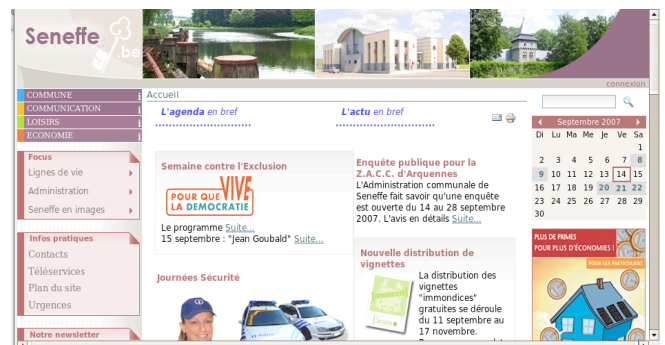 Seneffe
.be
connexion
COMMUNE
COMMUNICATION
LOISIRS
ECONOMIE
Accueil
L'agenda en bref
L'actu en bref
Septembre 2007
Di Lu Ma Me Je Ve Sa
1
2 3 4 5 6 7 8
9 10 11 12 13 14 15
16 17 18 19 20 21 22
23 24 25 26 27 28 29
30
Focus
Lignes de vie
Administration
Seneffe en images
Infos pratiques
Contacts
Téléservices
Plan du site
Urgences
Notre newsletter
Semaine contre l'Exclusion
POUR QUE VIVE
LA DEMOCRATIE
Le programme Suite...
15 septembre : "Jean Goubald" Suite...
Journées Sécurité
Enquête publique pour la
Z.A.C.C. d'Arquennes
L'Administration communale de
Seneffe fait savoir qu'une enquête
est ouverte du 14 au 28 septembre
2007. L'avis en détails Suite...
Nouvelle distribution de
vignettes
La distribution des
vignettes
"immondices"
gratuites se déroule
du 11 septembre au
17 novembre.
PLUS DE PRIMES
POUR PLUS D'ÉCONOMIES !
POUR LES PARTICULIERS